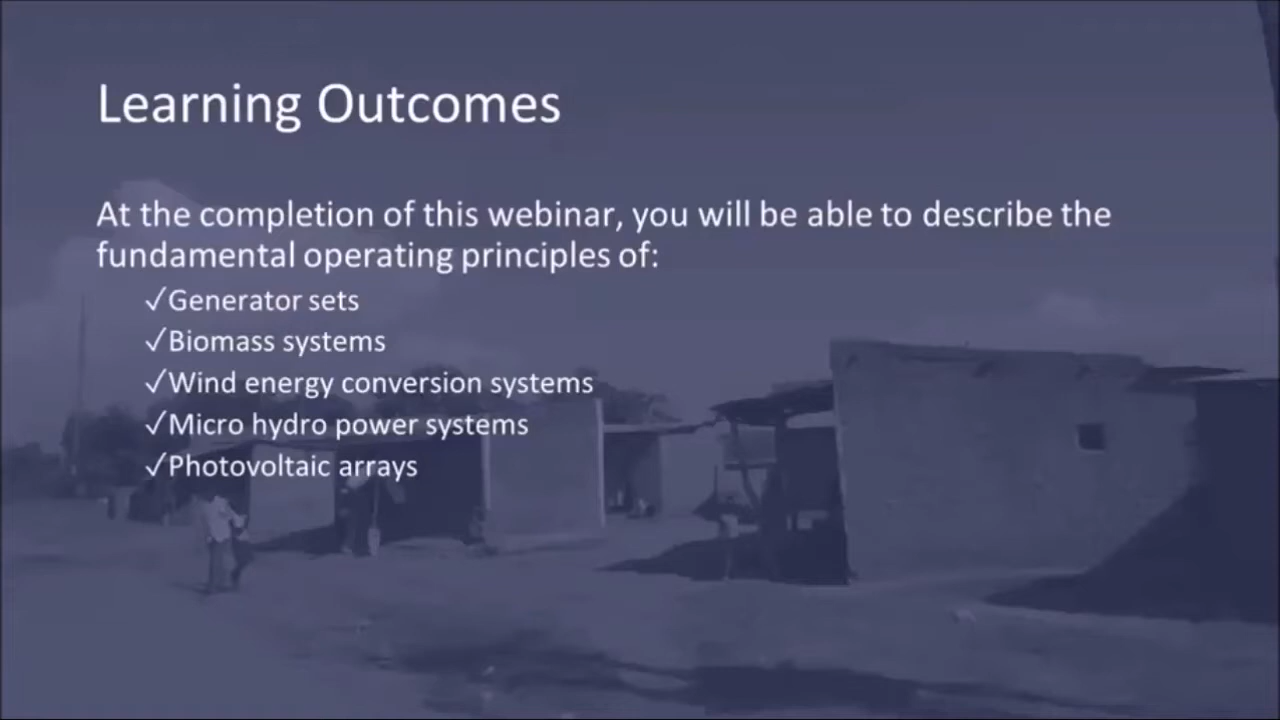 Learning Outcomes
At the completion of this webinar, you will be able to describe the
fundamental operating principles of:
✓Generator sets
✓Biomass systems
✓Wind energy conversion systems
✓Micro hydro power systems
✓Photovoltaic arrays